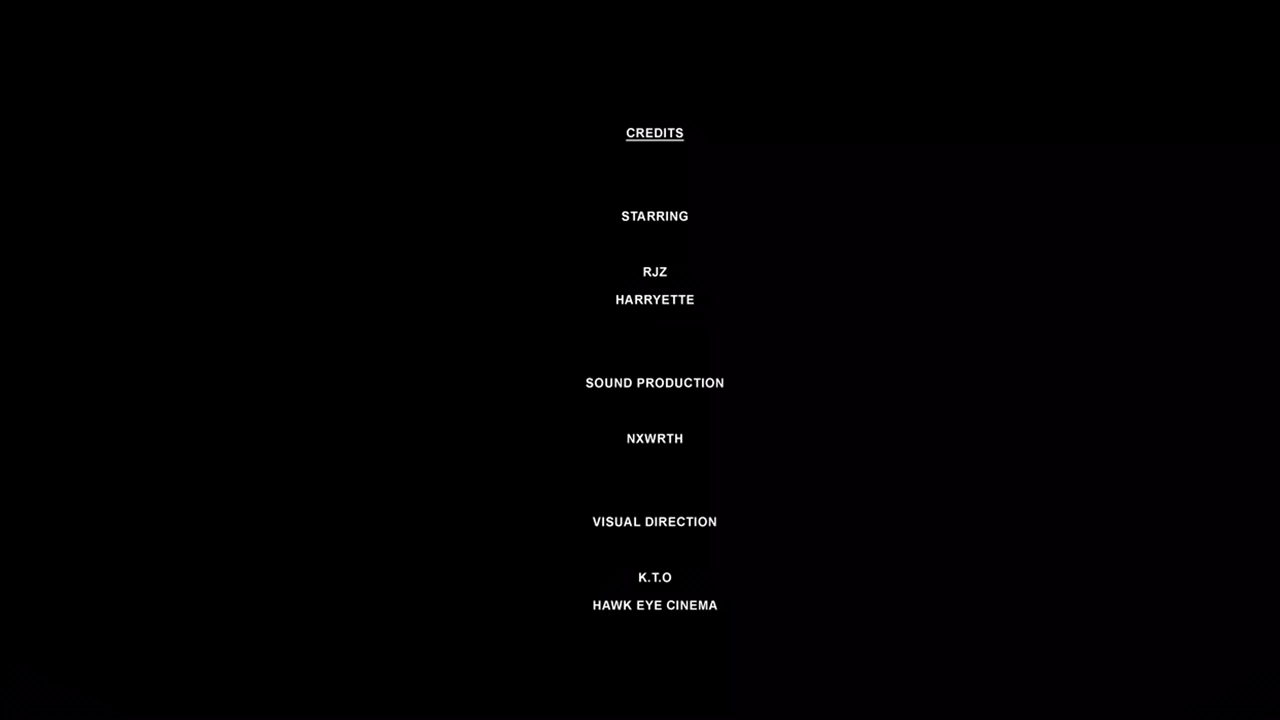 CREDITS
STARRING
RJZ
HARRYETTE
SOUND PRODUCTION
NXWRTH
VISUAL DIRECTION
K.T.O
HAWK EYE CINEMA